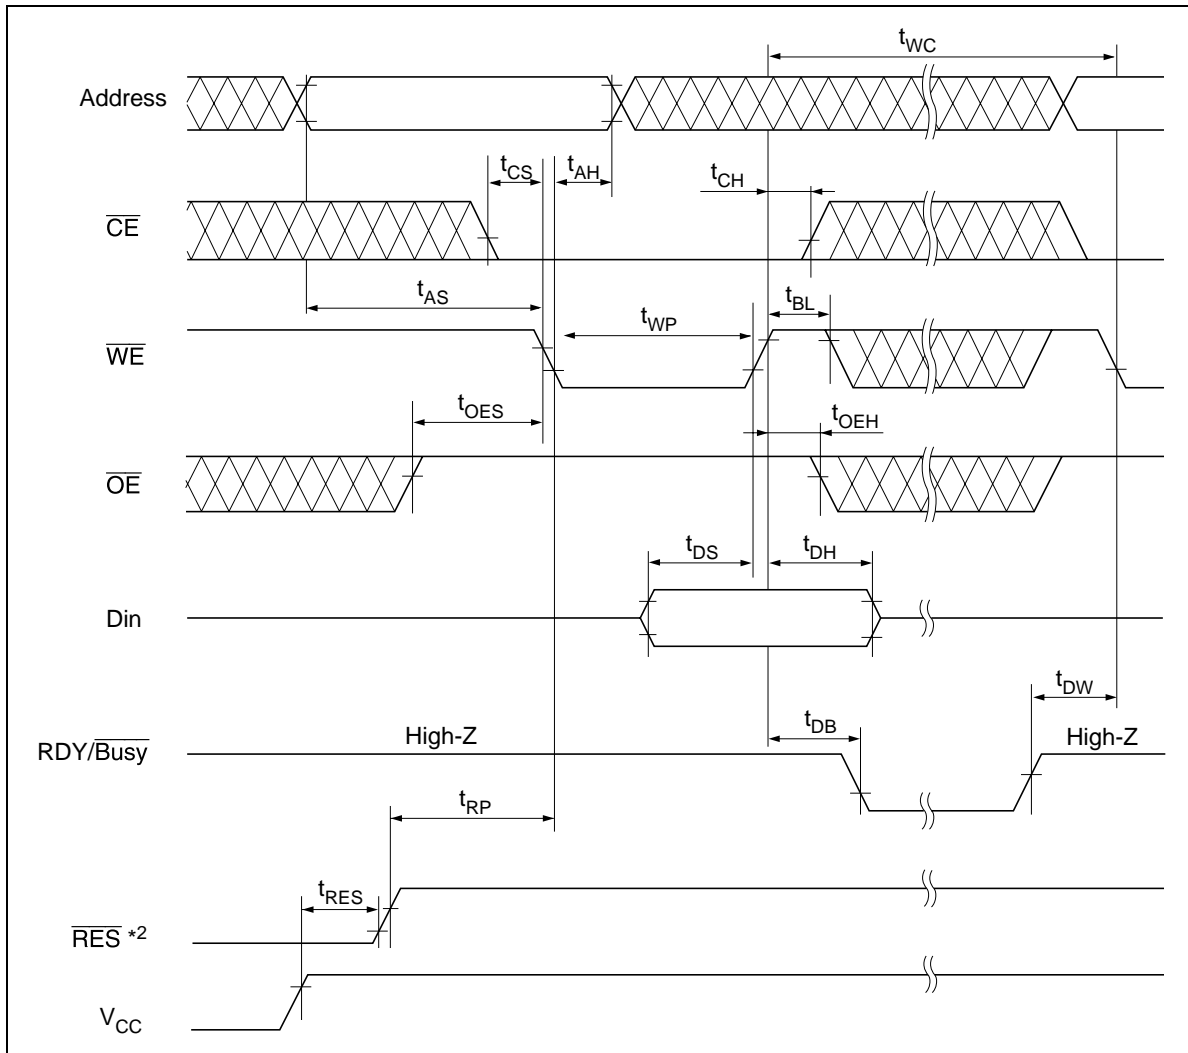 tWC
Address
tCS
tAH
tCH
CE
tAS
tBL
tWP
WE
tOES
tOEH
OE
tDS
tDH
Din
tDW
tDB
High-Z
High-Z
RDY/Busy
tRP
tRES
RES *2
VCC